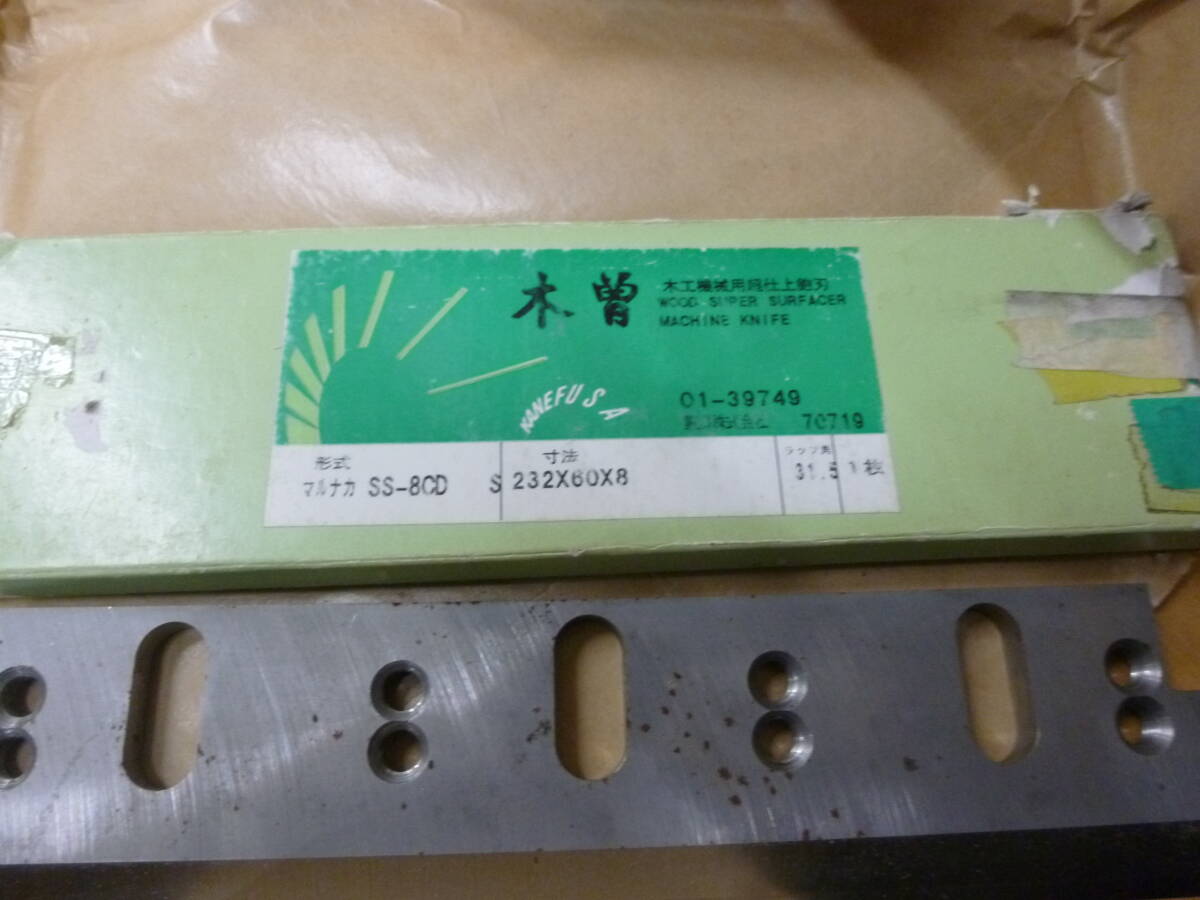 木曽
木工機械用超仕上鉋刃
WOOD SUPER SURFACER
MACHINE KNIFE
KANEFUSA
01-39749
70719
形式 寸法
マルナカ SS-8CD S 232X60X8 31.5 1枚